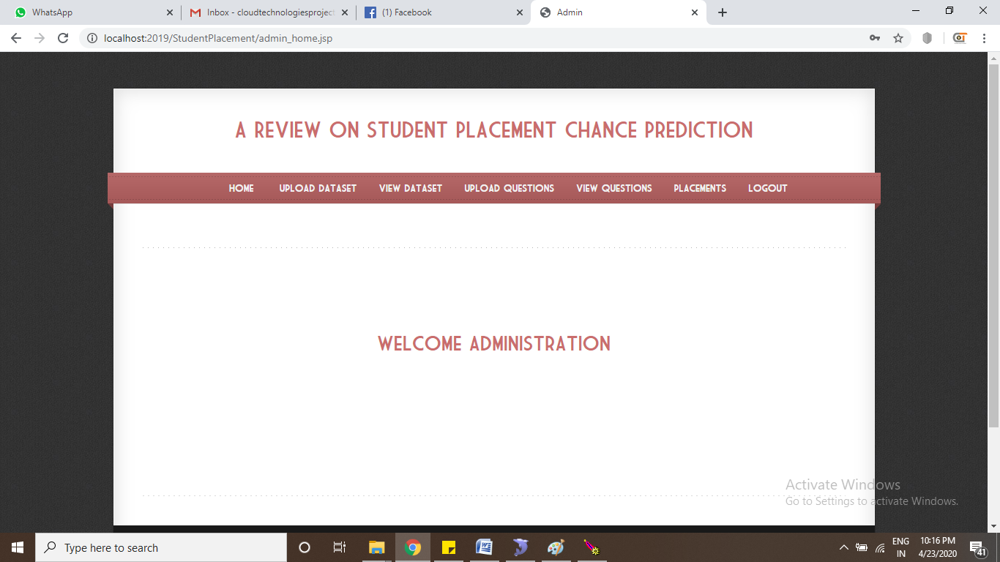 WhatsApp
Inbox - cloudtechnologiesproject
(1) Facebook
Admin
localhost:2019/StudentPlacement/admin_home.jsp
A REVIEW ON STUDENT PLACEMENT CHANCE PREDICTION
HOME UPLOAD DATASET VIEW DATASET UPLOAD QUESTIONS VIEW QUESTIONS PLACEMENTS LOGOUT
WELCOME ADMINISTRATION
Activate Windows
Go to Settings to activate Windows.
Type here to search
ENG
IN
10:16 PM
4/23/2020
41